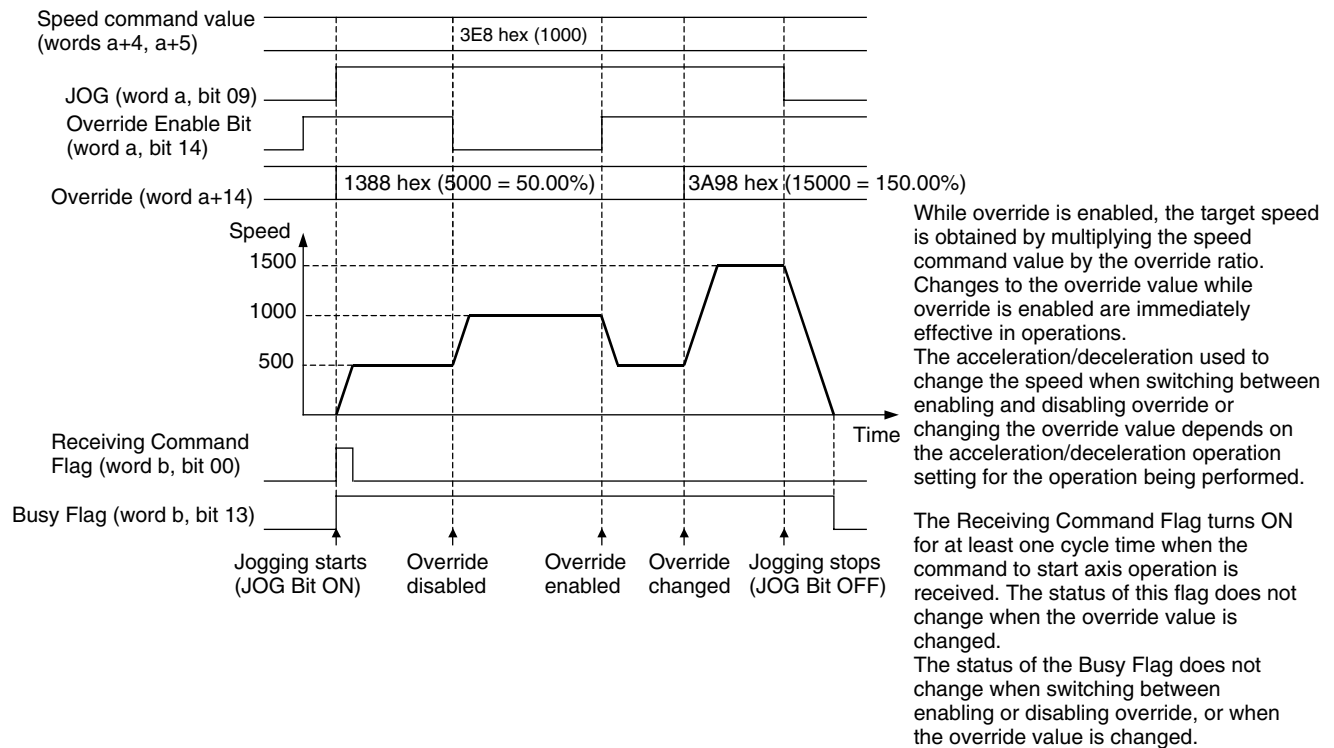 Speed command value
(words a+4, a+5)
3E8 hex (1000)
JOG (word a, bit 09)
Override Enable Bit
(word a, bit 14)
Override (word a+14)
1388 hex (5000 = 50.00%)
3A98 hex (15000 = 150.00%)
Speed
1500
1000
500
Time
Receiving Command
Flag (word b, bit 00)
Busy Flag (word b, bit 13)
Jogging starts
(JOG Bit ON)
Override
disabled
Override
enabled
Override
changed
Jogging stops
(JOG Bit OFF)
While override is enabled, the target speed
is obtained by multiplying the speed
command value by the override ratio.
Changes to the override value while
override is enabled are immediately
effective in operations.
The acceleration/deceleration used to
change the speed when switching between
enabling and disabling override or
changing the override value depends on
the acceleration/deceleration operation
setting for the operation being performed.
The Receiving Command Flag turns ON
for at least one cycle time when the
command to start axis operation is
received. The status of this flag does not
change when the override value is
changed.
The status of the Busy Flag does not
change when switching between
enabling or disabling override, or when
the override value is changed.